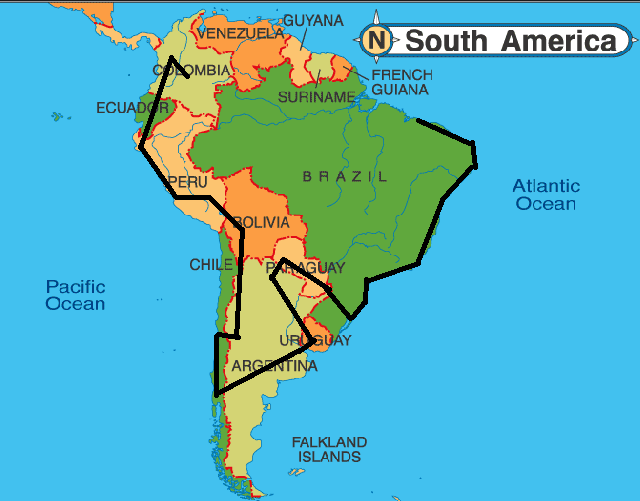 GUYANA
VENEZUELA
N South America
COLOMBIA
FRENCH
GUIANA
SURINAME
ECUADOR
BRAZIL
PERU
Atlantic
Ocean
BOLIVIA
CHILE
PARAGUAY
Pacific
Ocean
URUGUAY
ARGENTINA
FALKLAND
ISLANDS